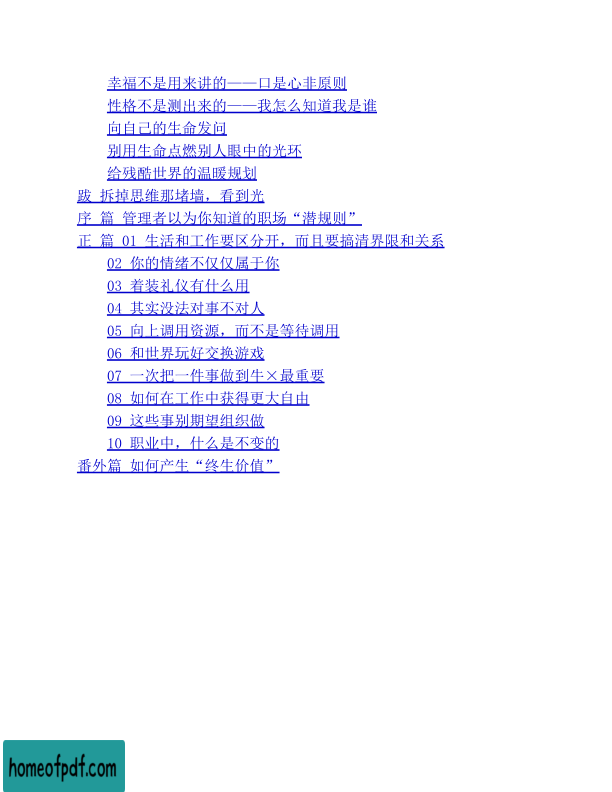 幸福不是用来讲的——口是心非原则
性格不是测出来的——我怎么知道我是谁
向自己的生命发问
别用生命点燃别人眼中的光环
给残酷世界的温暖规划
跋 拆掉思维那堵墙，看到光
序 篇 管理者以为你知道的职场“潜规则”
正 篇 01 生活和工作要区分开，而且要搞清界限和关系
02 你的情绪不仅仅属于你
03 着装礼仪有什么用
04 其实没法对事不对人
05 向上调用资源，而不是等待调用
06 和世界玩好交换游戏
07 一次把一件事做到牛×最重要
08 如何在工作中获得更大自由
09 这些事别期望组织做
10 职业中，什么是不变的
番外篇 如何产生“终生价值”
homeofpdf.com